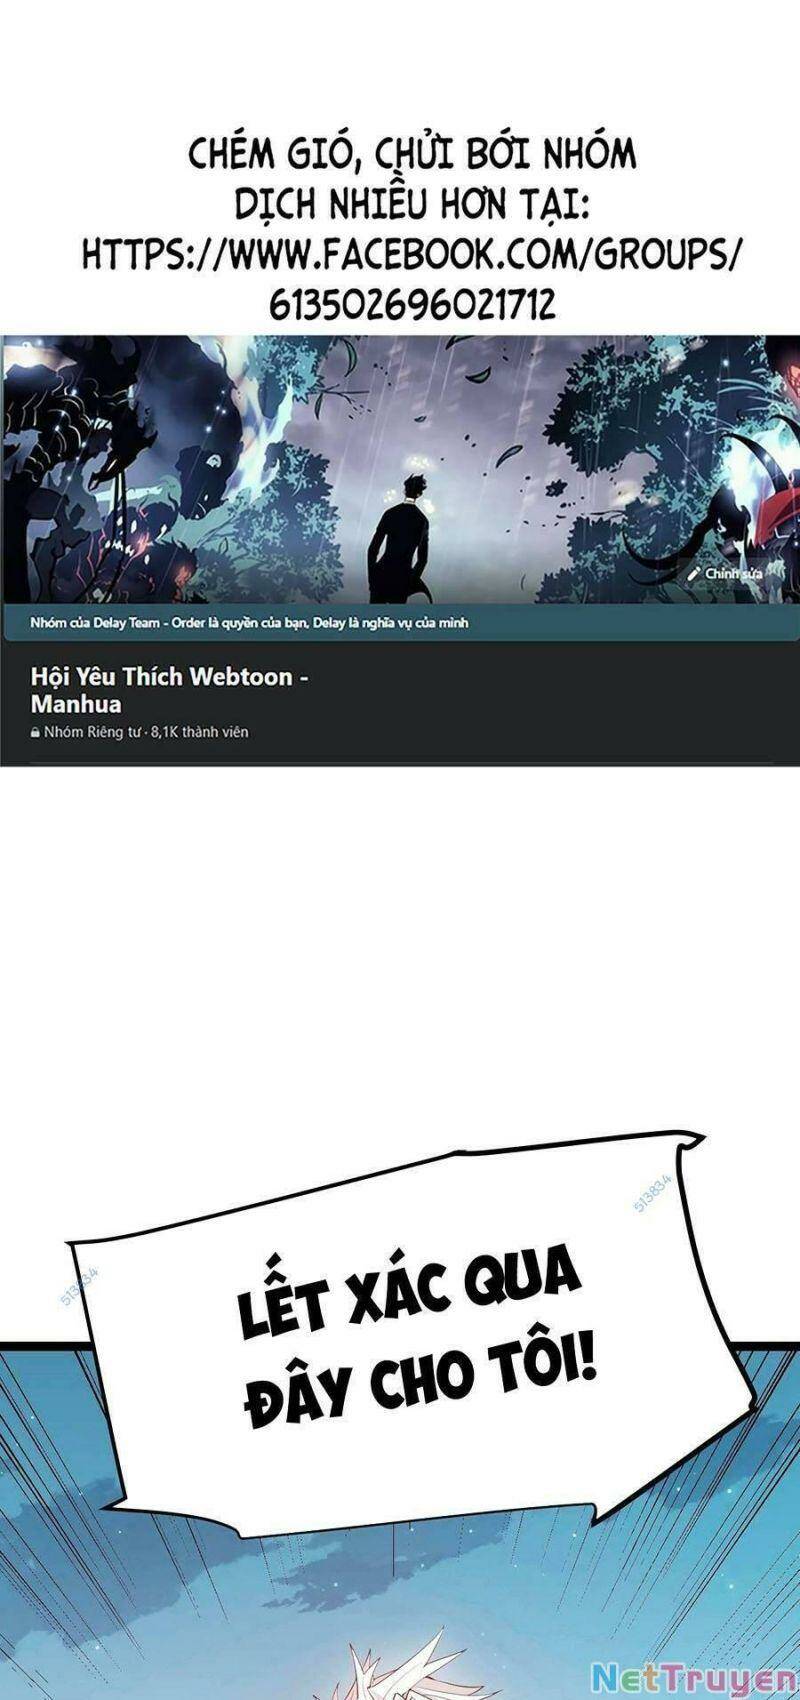 CHÉM GIÓ, CHỬI BỚI NHÓM
DỊCH NHIỀU HƠN TẠI:
HTTPS://WWW.FACEBOOK.COM/GROUPS/
613502696021712
Chỉnh sửa
Nhóm của Delay Team - Order là quyền của bạn, Delay là nghĩa vụ của mình
Hội Yêu Thích Webtoon -
Manhua
Nhóm Riêng tư · 8,1K thành viên
513834
513834
LẾT XÁC QUA
ĐÂY CHO TÔI!
NetTruyen